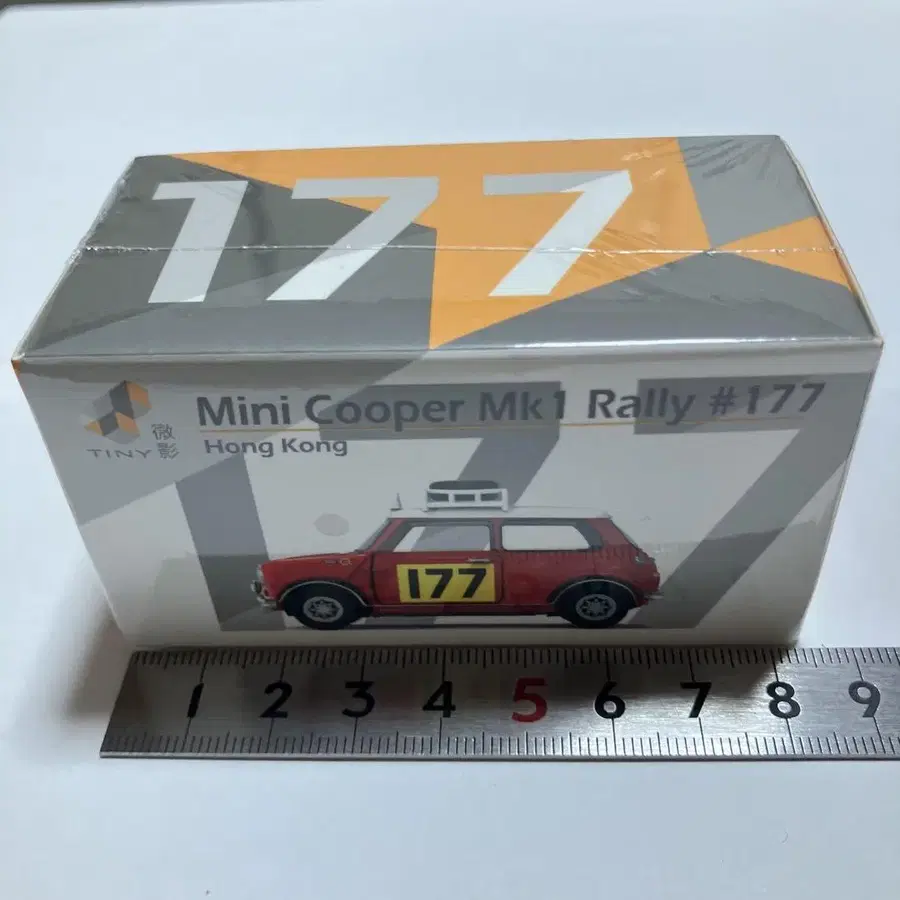 177
Mini Cooper Mk1 Rally #177
TINY 微影
Hong Kong
177
177
1 2 3 4 5 6 7 8 9